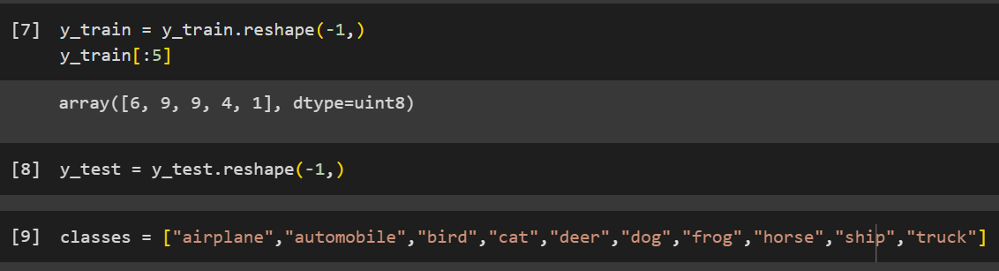 [7] y_train = y_train.reshape(-1,)
y_train[:5]
array([6, 9, 9, 4, 1], dtype=uint8)
[8] y_test = y_test.reshape(-1,)
[9] classes = ["airplane","automobile","bird","cat","deer","dog","frog","horse","ship","truck"]